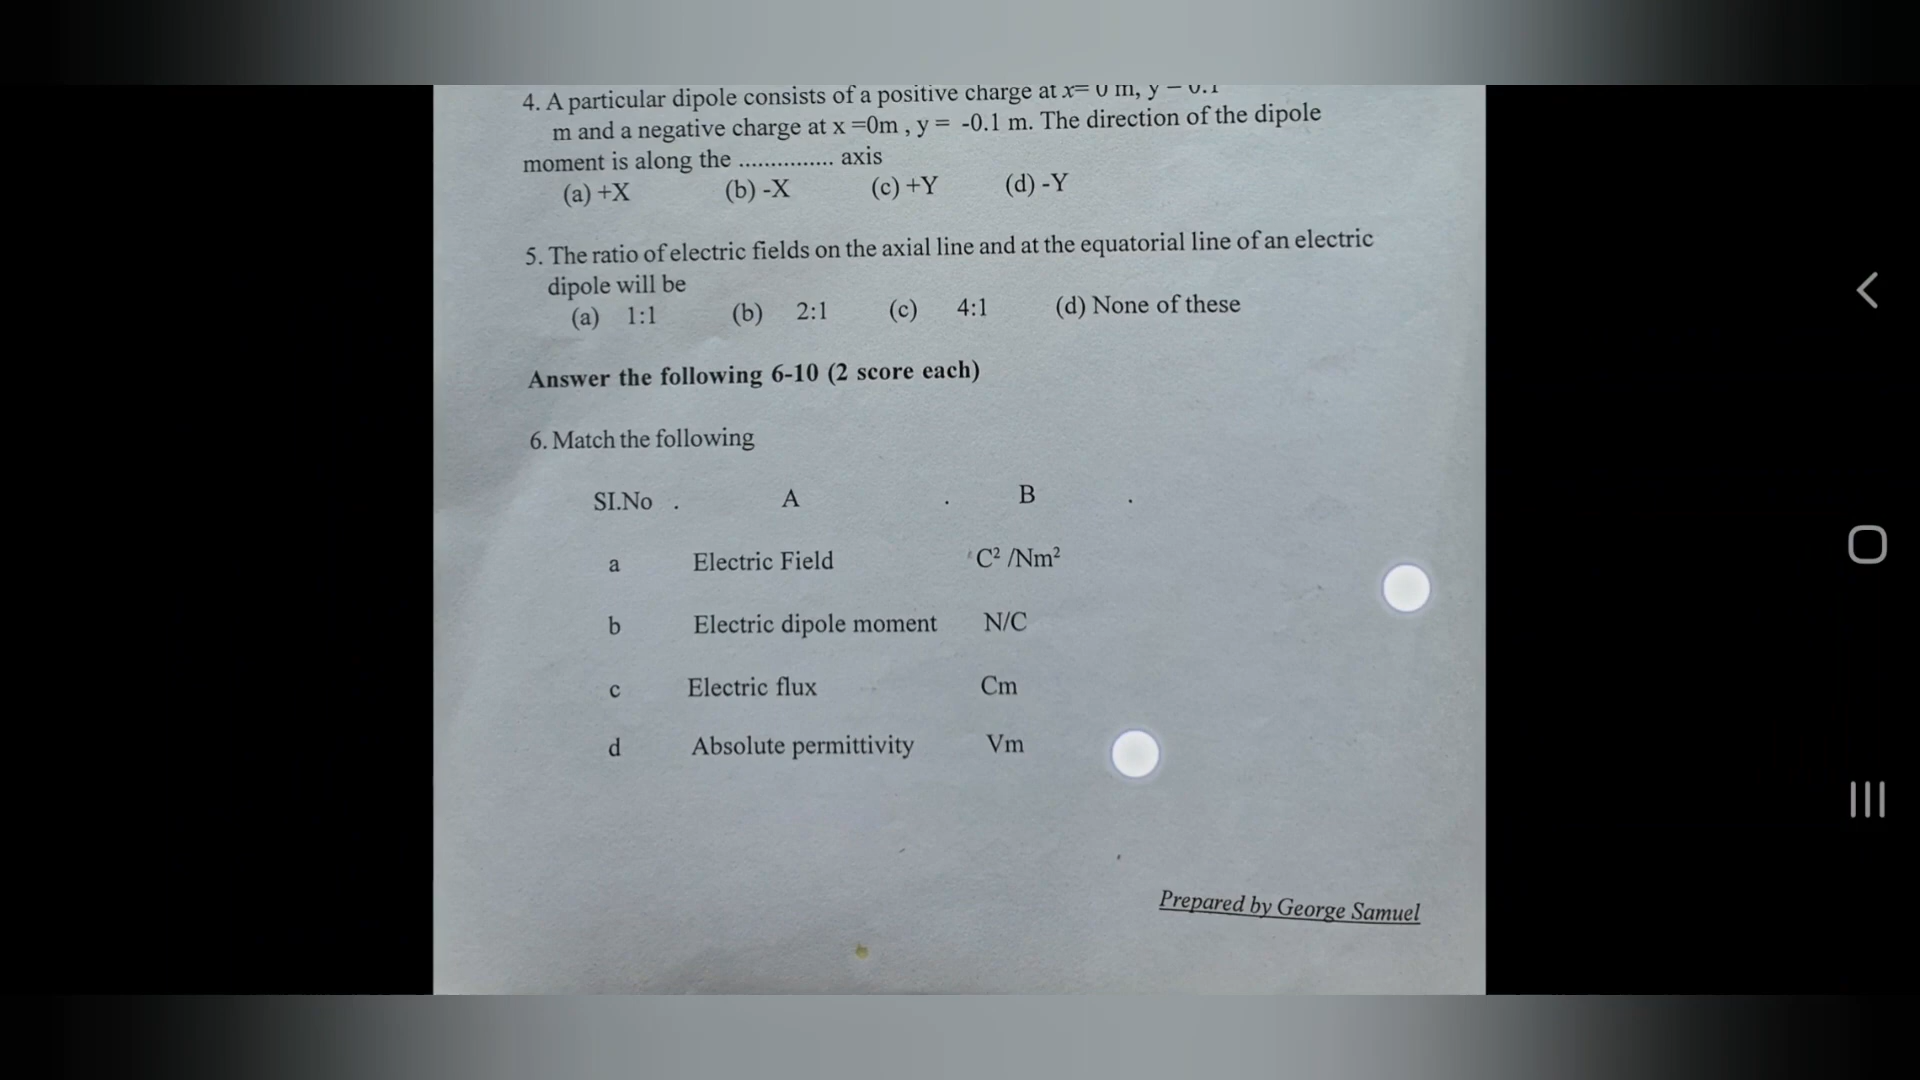 4. A particular dipole consists of a positive charge at x= 0 m, y = 0.1
m and a negative charge at x =0m , y = -0.1 m. The direction of the dipole
moment is along the ............... axis
(a) +X (b) -X (c) +Y (d) -Y
5. The ratio of electric fields on the axial line and at the equatorial line of an electric
dipole will be
(a) 1:1 (b) 2:1 (c) 4:1 (d) None of these
Answer the following 6-10 (2 score each)
6. Match the following
SI.No . A . B .
a Electric Field C² /Nm²
b Electric dipole moment N/C
c Electric flux Cm
d Absolute permittivity Vm
Prepared by George Samuel